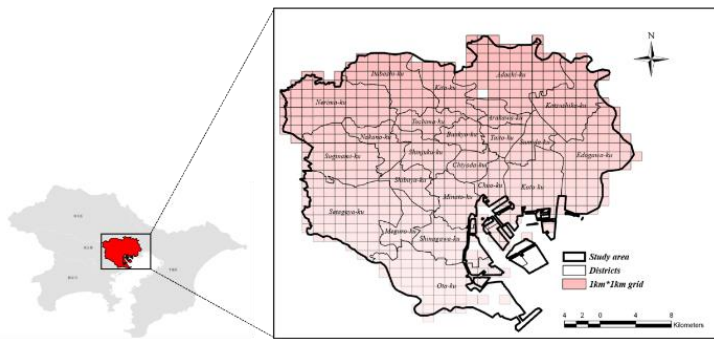 N
Itabashi-ku
Adachi-ku
Kita-ku
Nerima-ku
Katsushika-ku
Arakawa-ku
Toshima-ku
Bunkyo-ku
Taito-ku
Nakano-ku
Sumida-ku
Suginami-ku
Shinjuku-ku
Edogawa-ku
Chiyoda-ku
Shibuya-ku
Chuo-ku
Koto-ku
Minato-ku
Setagaya-ku
Meguro-ku
Shinagawa-ku
Ota-ku
Study area
Districts
1km*1km grid
4 2 0 4 8
Kilometers